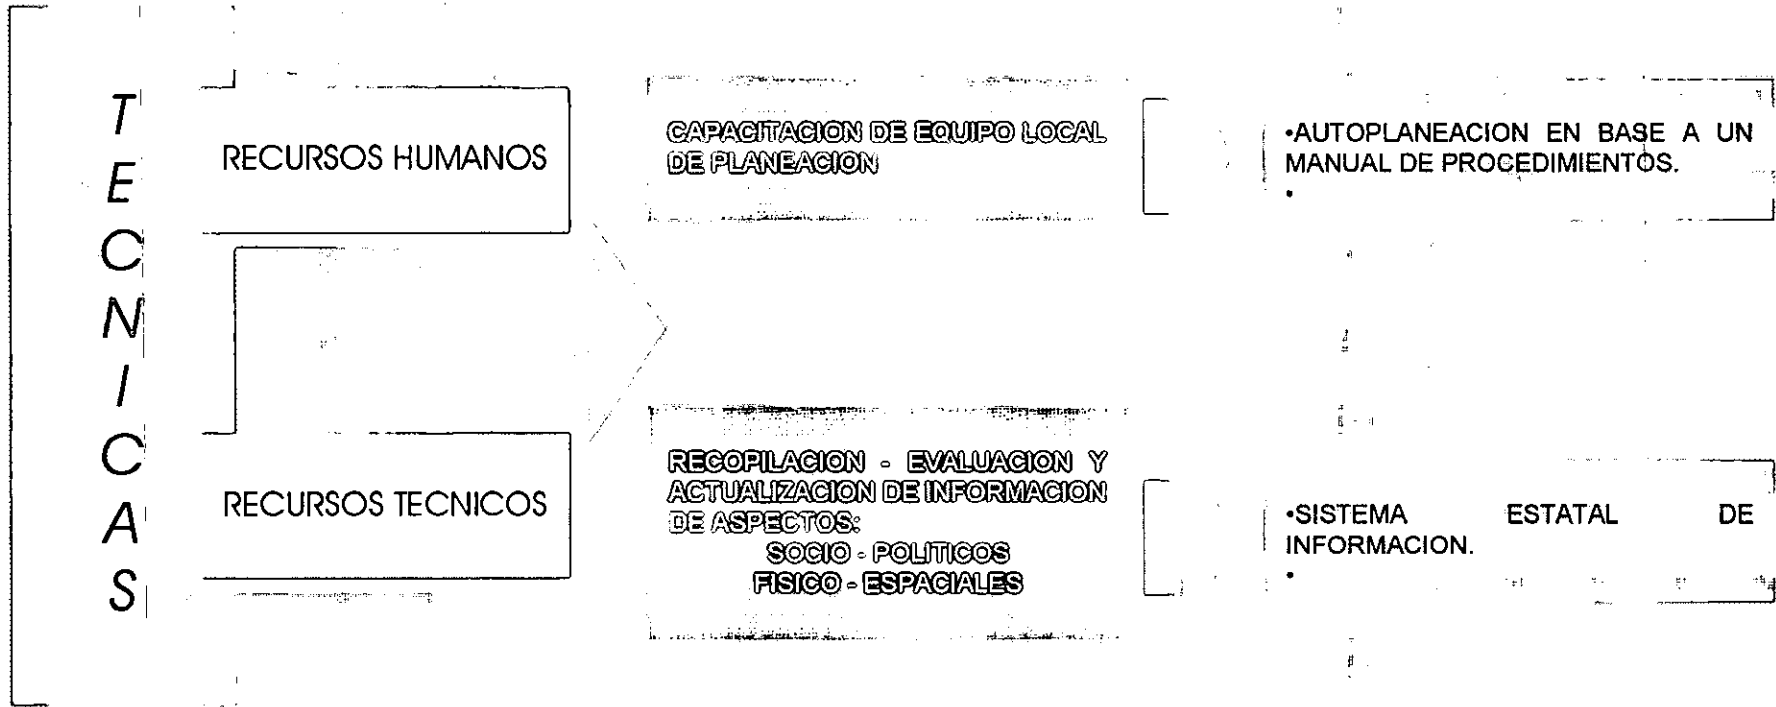 TECNICAS
RECURSOS HUMANOS
CAPACITACION DE EQUIPO LOCAL
DE PLANEACION
•AUTOPLANEACION EN BASE A UN
MANUAL DE PROCEDIMIENTOS.
•
RECURSOS TECNICOS
RECOPILACION - EVALUACION Y
ACTUALIZACION DE INFORMACION
DE ASPECTOS:
SOCIO - POLITICOS
FISICO - ESPACIALES
•SISTEMA ESTATAL DE
INFORMACION.
•